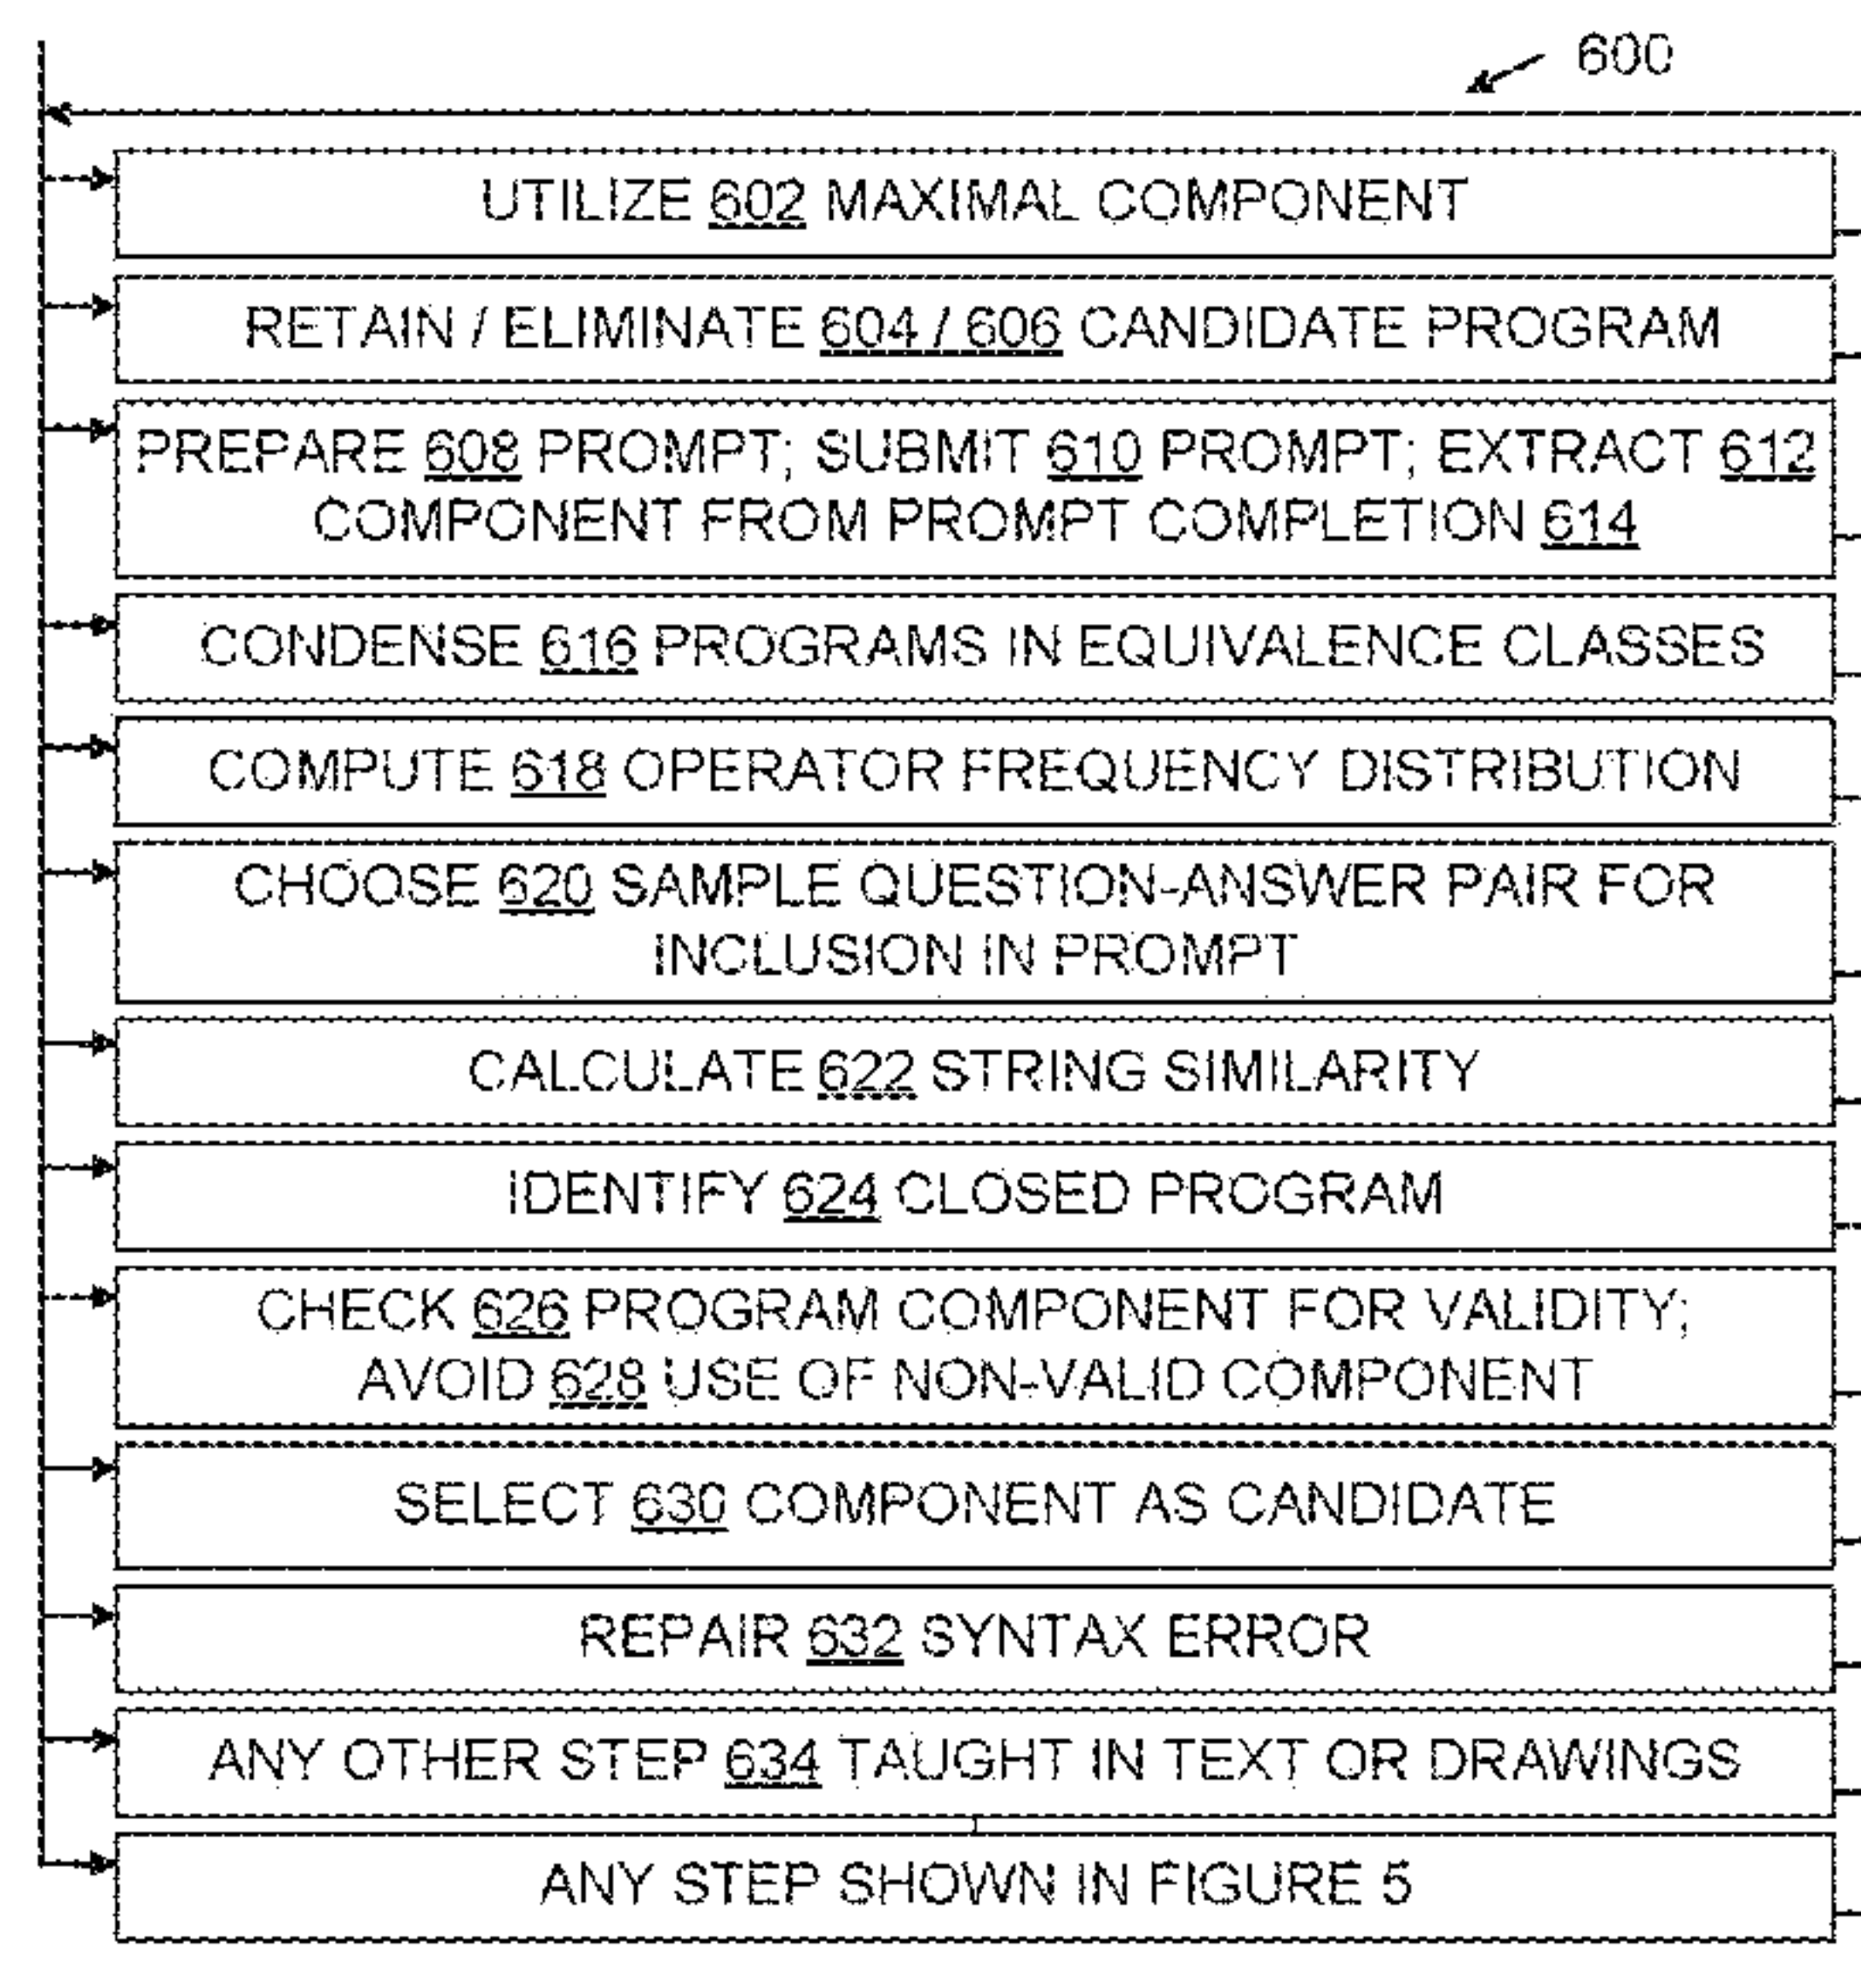 600
UTILIZE 602 MAXIMAL COMPONENT
RETAIN / ELIMINATE 604 / 606 CANDIDATE PROGRAM
PREPARE 608 PROMPT; SUBMIT 610 PROMPT; EXTRACT 612
COMPONENT FROM PROMPT COMPLETION 614
CONDENSE 616 PROGRAMS IN EQUIVALENCE CLASSES
COMPUTE 618 OPERATOR FREQUENCY DISTRIBUTION
CHOOSE 620 SAMPLE QUESTION-ANSWER PAIR FOR
INCLUSION IN PROMPT
CALCULATE 622 STRING SIMILARITY
IDENTIFY 624 CLOSED PROGRAM
CHECK 626 PROGRAM COMPONENT FOR VALIDITY;
AVOID 628 USE OF NON-VALID COMPONENT
SELECT 630 COMPONENT AS CANDIDATE
REPAIR 632 SYNTAX ERROR
ANY OTHER STEP 634 TAUGHT IN TEXT OR DRAWINGS
ANY STEP SHOWN IN FIGURE 5